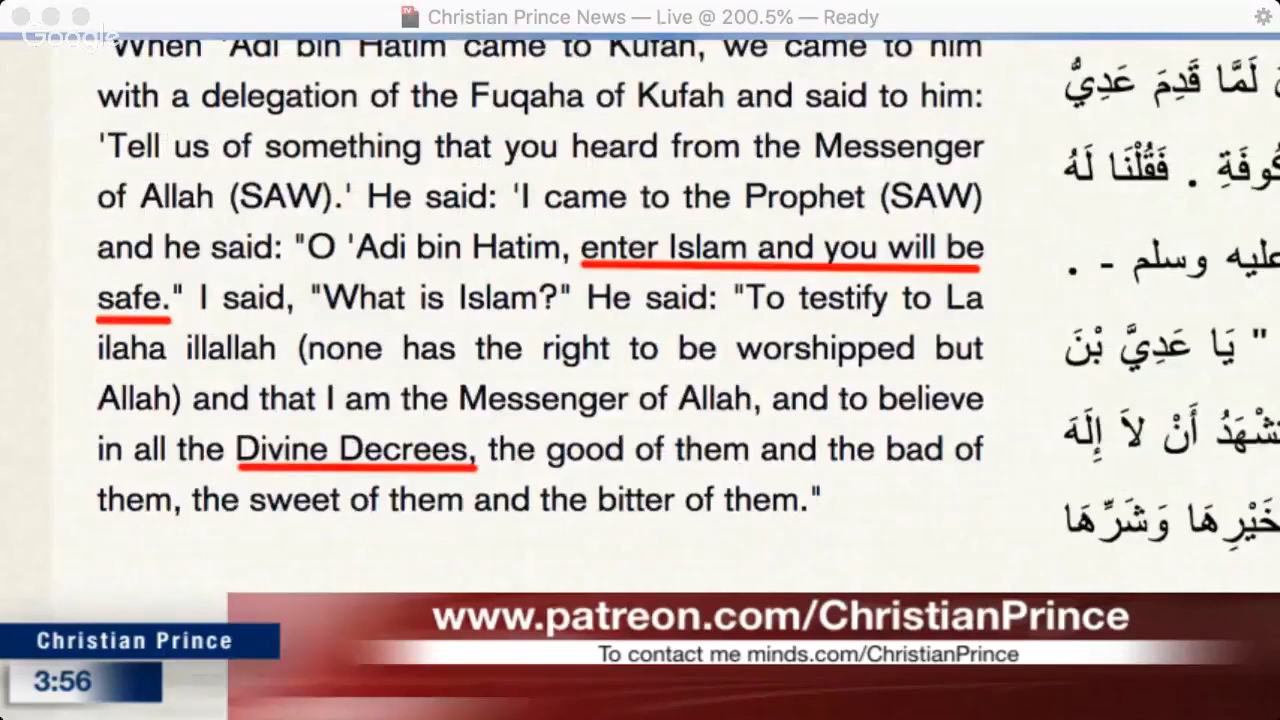 Christian Prince News — Live @ 200.5% — Ready
Google
"When 'Adi bin Hatim came to Kufah, we came to him
with a delegation of the Fuqaha of Kufah and said to him:
'Tell us of something that you heard from the Messenger
of Allah (SAW).' He said: 'I came to the Prophet (SAW)
and he said: "O 'Adi bin Hatim, enter Islam and you will be
safe." I said, "What is Islam?" He said: "To testify to La
ilaha illallah (none has the right to be worshipped but
Allah) and that I am the Messenger of Allah, and to believe
in all the Divine Decrees, the good of them and the bad of
them, the sweet of them and the bitter of them."
لَمَّا قَدِمَ عَدِيُّ
فَقُلْنَا لَهُ
عليه وسلم ـ .
" يَا عَدِيَّ بْنَ
أَنْ لاَ إِلَهَ
خَيْرِهَا وَشَرِّهَا
www.patreon.com/ChristianPrince
To contact me minds.com/ChristianPrince
Christian Prince
3:56